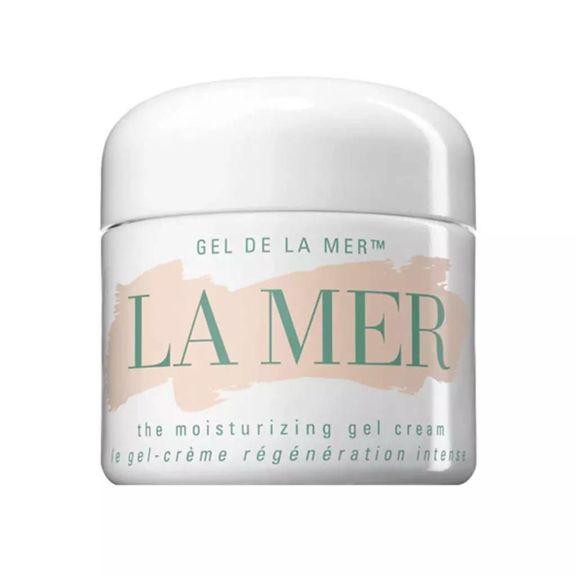 GEL DE LA MER™
LA MER
the moisturizing gel cream
le gel-crème régénération intense